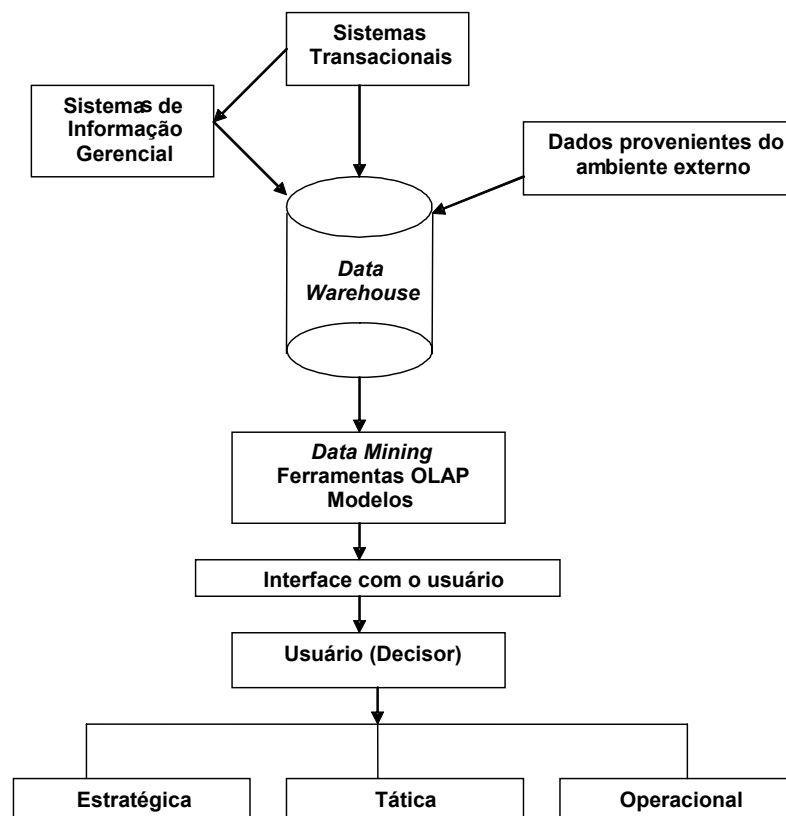 Sistemas
Transacionais
Sistemas de
Informação
Gerencial
Dados provenientes do
ambiente externo
Data
Warehouse
Data Mining
Ferramentas OLAP
Modelos
Interface com o usuário
Usuário (Decisor)
Estratégica
Tática
Operacional